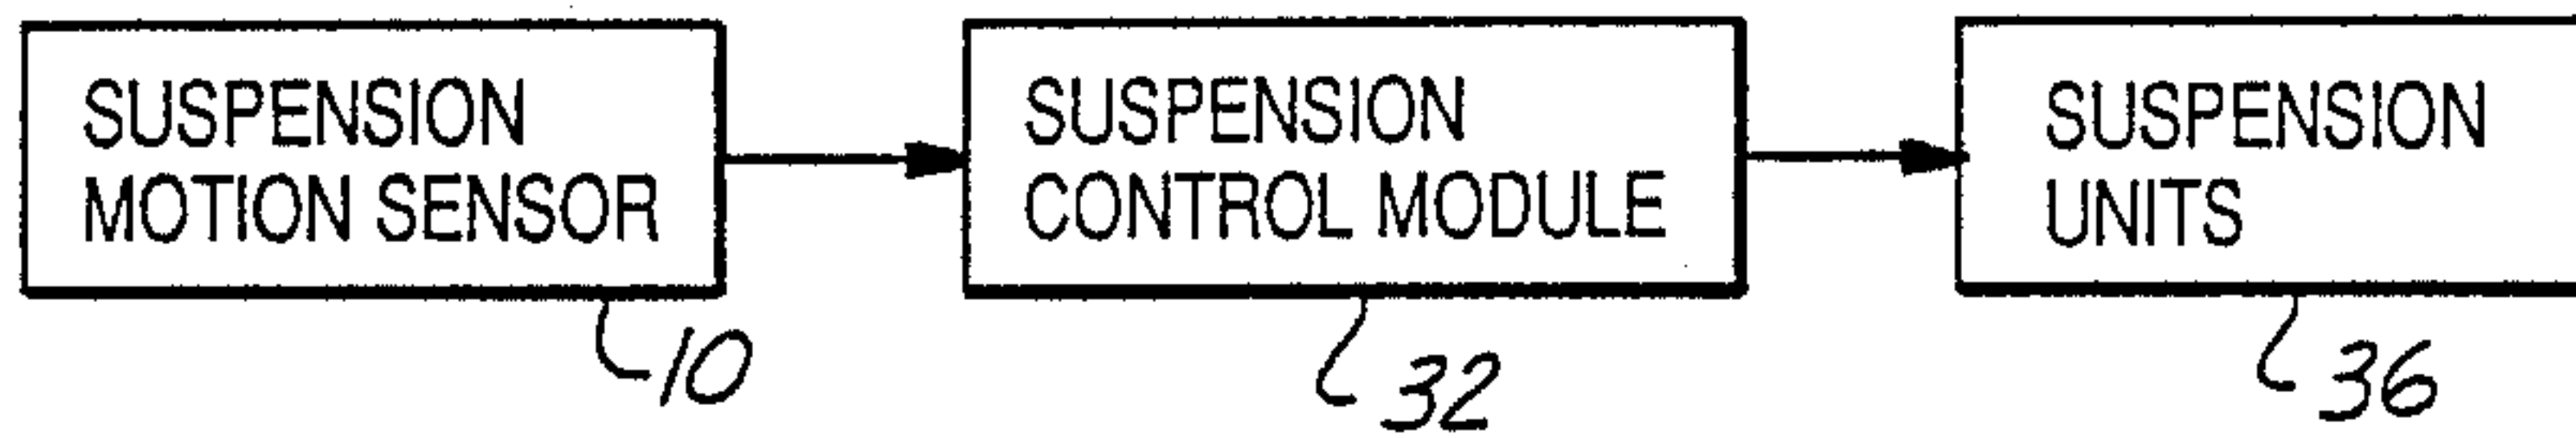 SUSPENSION
MOTION SENSOR
SUSPENSION
CONTROL MODULE
SUSPENSION
UNITS
10
32
36